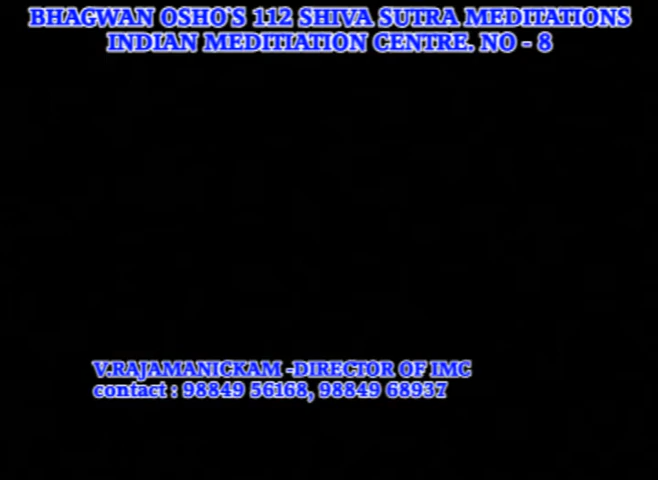 BHAGWAN OSHO'S 112 SHIVA SUTRA MEDITATIONS
INDIAN MEDITIATION CENTRE. NO - 8
V.RAJAMANICKAM -DIRECTOR OF IMC
contact : 98849 56168, 98849 68937